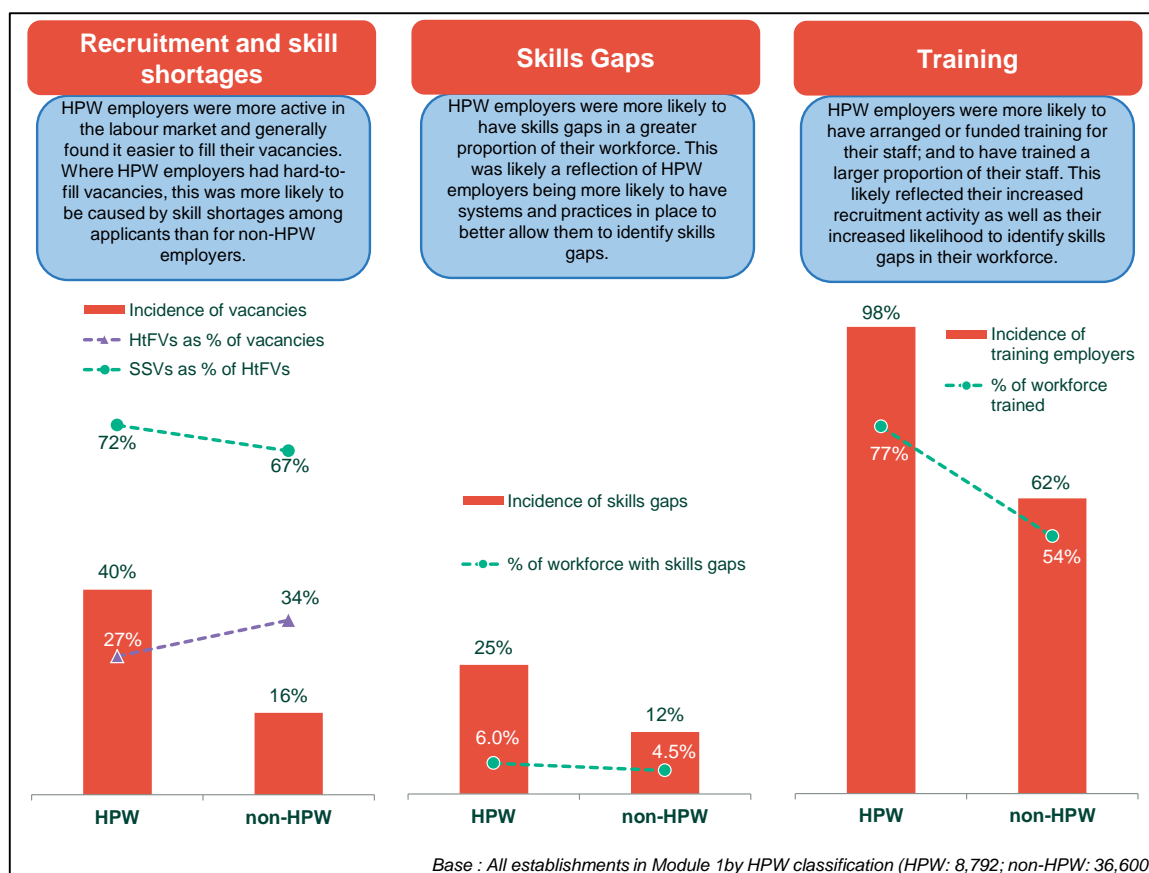 Recruitment and skill
shortages
HPW employers were more active in
the labour market and generally
found it easier to fill their vacancies.
Where HPW employers had hard-to-
fill vacancies, this was more likely to
be caused by skill shortages among
applicants than for non-HPW
employers.
Incidence of vacancies
HtFVs as % of vacancies
SSVs as % of HtFVs
72%
67%
40%
34%
27%
16%
HPW
non-HPW
Skills Gaps
HPW employers were more likely to
have skills gaps in a greater
proportion of their workforce. This
was likely a reflection of HPW
employers being more likely to have
systems and practices in place to
better allow them to identify skills
gaps.
Incidence of skills gaps
% of workforce with skills gaps
25%
12%
6.0%
4.5%
HPW
non-HPW
Training
HPW employers were more likely to
have arranged or funded training for
their staff; and to have trained a
larger proportion of their staff. This
likely reflected their increased
recruitment activity as well as their
increased likelihood to identify skills
gaps in their workforce.
98%
Incidence of
training employers
% of workforce
trained
77%
62%
54%
HPW
non-HPW
Base : All establishments in Module 1by HPW classification (HPW: 8,792; non-HPW: 36,600